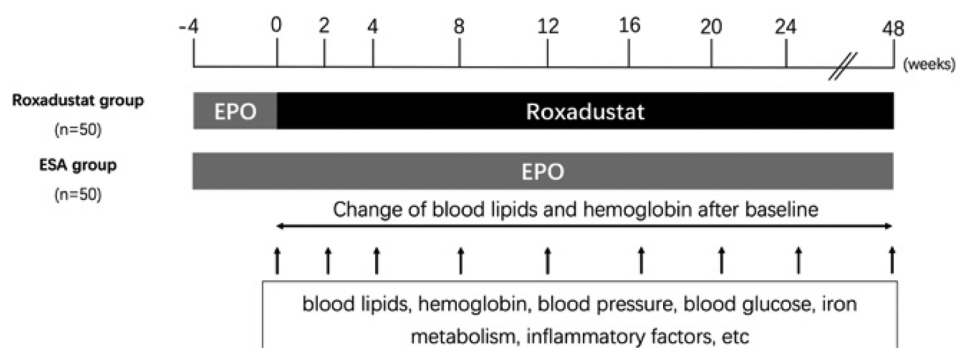 -4 0 2 4 8 12 16 20 24 48
(weeks)
Roxadustat group
(n=50)
EPO Roxadustat
ESA group
(n=50)
EPO
Change of blood lipids and hemoglobin after baseline
blood lipids, hemoglobin, blood pressure, blood glucose, iron
metabolism, inflammatory factors, etc